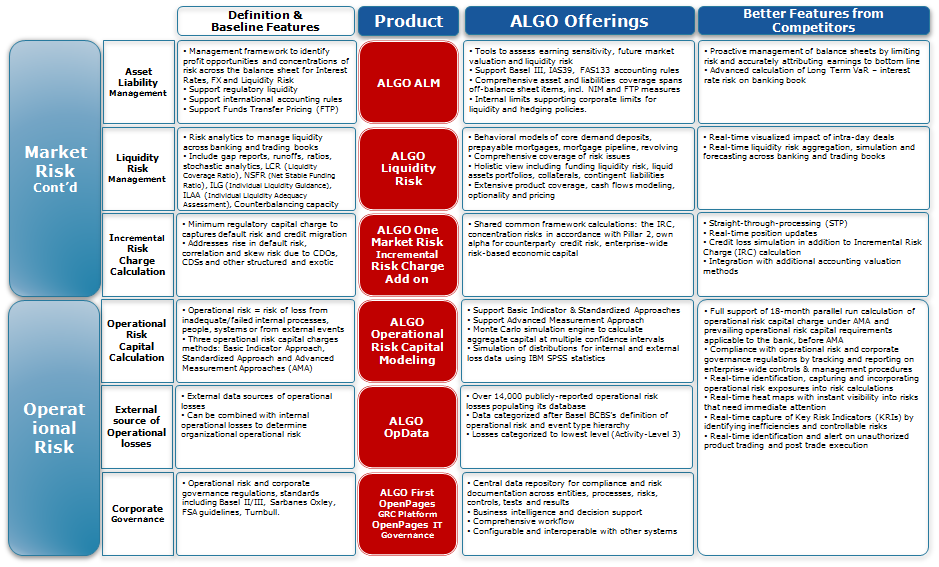 Definition &
Baseline Features
Product
ALGO Offerings
Better Features from
Competitors
Market
Risk
Cont’d
Asset
Liability
Management
• Management framework to identify
profit opportunities and concentrations of
risk across the balance sheet for Interest
Rates, FX and Liquidity Risk
• Support regulatory liquidity
• Support international accounting rules
• Support Funds Transfer Pricing (FTP)
ALGO ALM
• Tools to assess earning sensitivity, future market
valuation and liquidity risk
• Support Basel III, IAS39, FAS133 accounting rules
• Comprehensive asset and liabilities coverage spans
off-balance sheet items, incl. NIM and FTP measures
• Internal limits supporting corporate limits for
liquidity and hedging policies.
• Proactive management of balance sheets by limiting
risk and accurately attributing earnings to bottom line
• Advanced calculation of Long Term VaR – interest
rate risk on banking book
Liquidity
Risk
Management
• Risk analytics to manage liquidity
across banking and trading books
• Include gap reports, runoffs, ratios,
stochastic analytics, LCR (Liquidity
Coverage Ratio), NSFR (Net Stable Funding
Ratio), ILG (Individual Liquidity Guidance),
ILAA (Individual Liquidity Adequacy
Assessment), Counterbalancing capacity
ALGO
Liquidity
Risk
• Behavioral models of core demand deposits,
prepayable mortgages, mortgage pipeline, revolving
• Comprehensive coverage of risk issues
• Holistic view including funding liquidity risk, liquid
assets portfolios, collaterals, contingent liabilities
• Extensive product coverage, cash flows modeling,
optionality and pricing
• Real-time visualized impact of intra-day deals
• Real-time liquidity risk aggregation, simulation and
forecasting across banking and trading books
Incremental
Risk
Charge
Calculation
• Minimum regulatory capital charge to
captures default risk and credit migration
• Addresses rise in default risk,
correlation and skew risk due to CDOs,
CDSs and other structured and exotic
ALGO One
Market Risk
Incremental
Risk Charge
Add on
• Shared common framework calculations: the IRC,
concentration risks in accordance with Pillar 2, own
alpha for counterparty credit risk, enterprise-wide
risk-based economic capital
• Straight-through-processing (STP)
• Real-time position updates
• Credit loss simulation in addition to Incremental Risk
Charge (IRC) calculation
• Integration with additional accounting valuation
methods
Operat
ional
Risk
Operational
Risk
Capital
Calculation
• Operational risk = risk of loss from
inadequate/failed internal processes,
people, systems or from external events
• Three operational risk capital charges
methods: Basic Indicator Approach,
Standardized Approach and Advanced
Measurement Approaches (AMA)
ALGO
Operational
Risk Capital
Modeling
• Support Basic Indicator & Standardized Approaches
• Support Advanced Measurement Approach
• Monte Carlo simulation engine to calculate
aggregate capital at multiple confidence intervals
• Simulation of distributions for internal and external
loss data using IBM SPSS statistics
• Full support of 18-month parallel run calculation of
operational risk capital charge under AMA and
prevailing operational risk capital requirements
applicable to the bank, before AMA
• Compliance with operational risk and corporate
governance regulations by tracking and reporting on
enterprise-wide controls & management procedures
• Real-time identification, capturing and incorporating
operational risk exposures into risk calculations
• Real-time heat maps with instant visibility into risks
that need immediate attention
• Real-time capture of Key Risk Indicators (KRIs) by
identifying inefficiencies and controllable risks
• Real-time identification and alert on unauthorized
product trading and post trade execution
External
source of
Operational
losses
• External data sources of operational
losses
• Can be combined with internal
operational losses to determine
organizational operational risk
ALGO
OpData
• Over 14,000 publicly-reported operational risk
losses populating its database
• Data categorized after Basel BCBS's definition of
operational risk and event type hierarchy
• Losses categorized to lowest level (Activity-Level 3)
Corporate
Governance
• Operational risk and corporate
governance regulations, standards
including Basel II/III, Sarbanes Oxley,
FSA guidelines, Turnbull.
ALGO First
OpenPages
GRC Platform
OpenPages IT
Governance
• Central data repository for compliance and risk
documentation across entities, processes, risks,
controls, tests and results
• Business intelligence and decision support
• Comprehensive workflow
• Configurable and interoperable with other systems